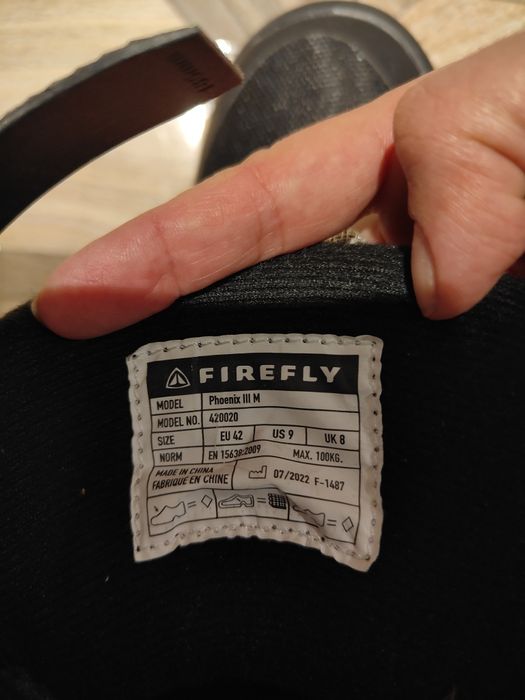 FIREFLY
MODEL Phoenix III M
MODEL NO. 420020
SIZE EU 42 US 9 UK 8
NORM EN 15638:2009 MAX. 100KG.
MADE IN CHINA
FABRIQUE EN CHINE 07/2022 F-1487